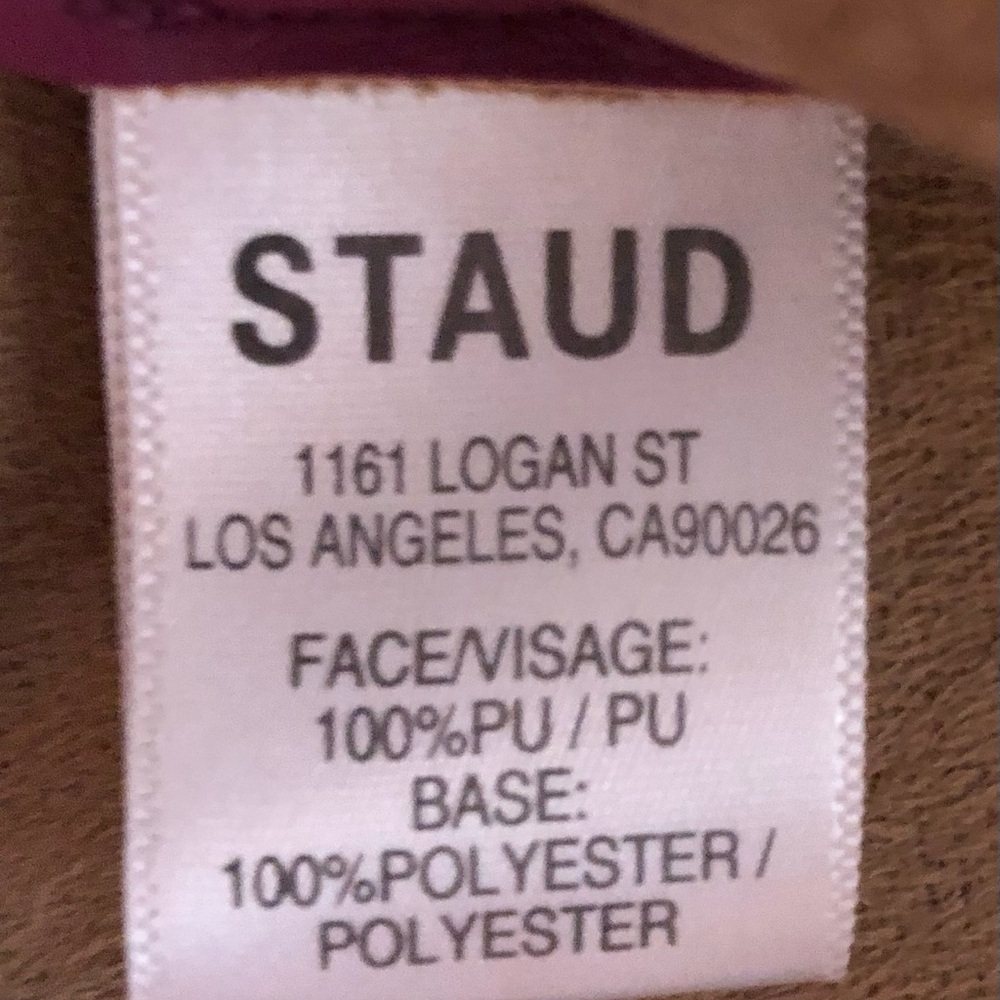 STAUD
1161 LOGAN ST
LOS ANGELES, CA90026
FACE/VISAGE:
100%PU / PU
BASE:
100%POLYESTER /
POLYESTER